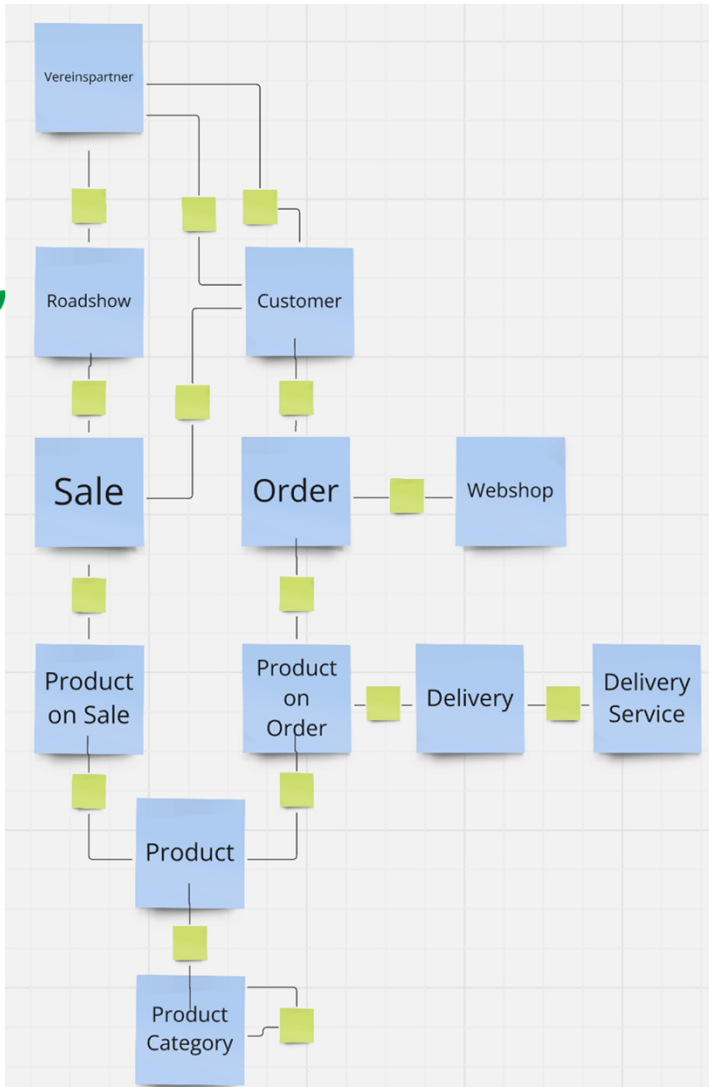 Vereinspartner
Roadshow
Customer
Sale
Order
Webshop
Product
on Sale
Product
on
Order
Delivery
Delivery
Service
Product
Product
Category